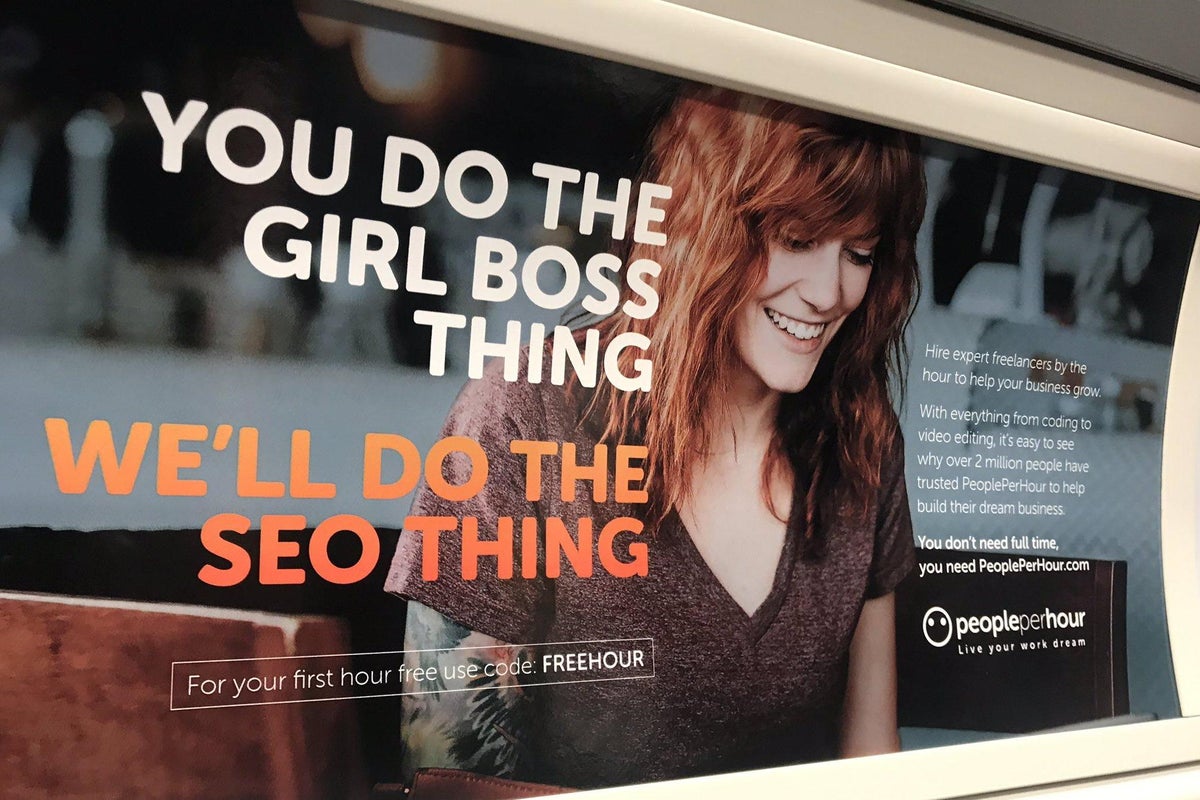 YOU DO THE
GIRL BOSS
THING
WE'LL DO THE
SEO THING
For your first hour free use code: FREEHOUR
Hire expert freelancers by the
hour to help your business grow.
With everything from coding to
video editing, it's easy to see
why over 2 million people have
trusted PeoplePerHour to help
build their dream business.
You don't need full time,
you need PeoplePerHour.com
peopleperhour
Live your work dream